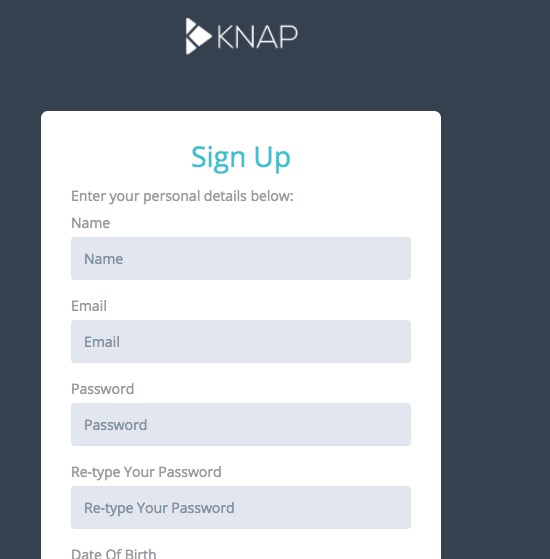 KNAP
Sign Up
Enter your personal details below:
Name
Name
Email
Email
Password
Password
Re-type Your Password
Re-type Your Password
Date Of Birth